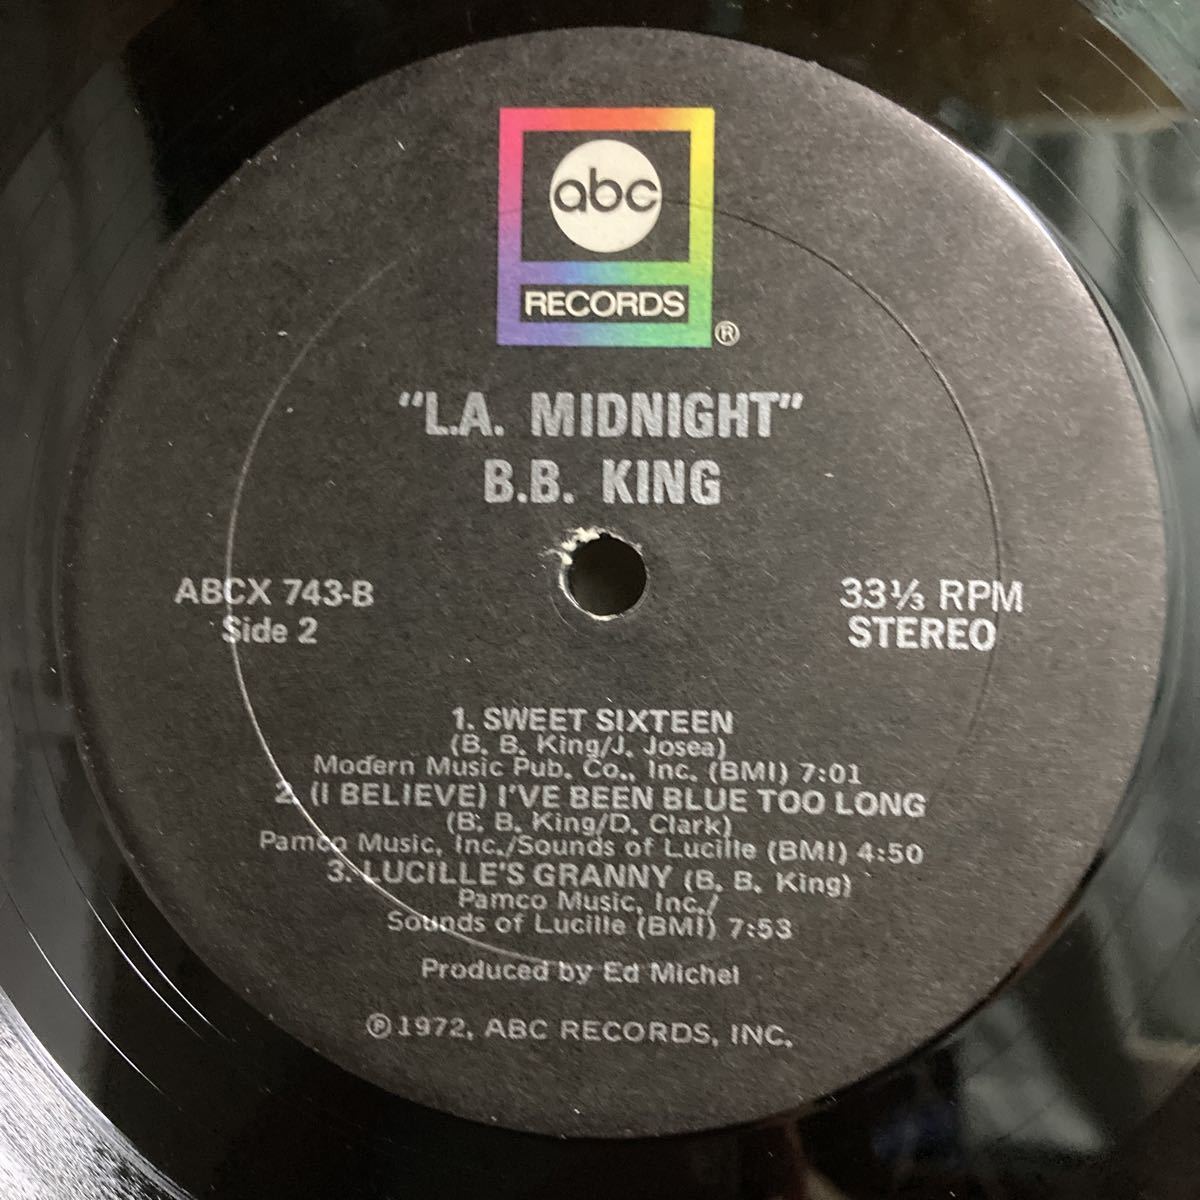 abc
RECORDS
®
"L.A. MIDNIGHT"
B.B. KING
ABCX 743-B
Side 2
33⅓ RPM
STEREO
1. SWEET SIXTEEN
(B. B. King/J. Josea)
Modern Music Pub. Co., Inc. (BMI) 7:01
2. (I BELIEVE) I'VE BEEN BLUE TOO LONG
(B. B. King/D. Clark)
Pamco Music, Inc./Sounds of Lucille (BMI) 4:50
3. LUCILLE'S GRANNY (B. B. King)
Pamco Music, Inc./
Sounds of Lucille (BMI) 7:53
Produced by Ed Michel
℗ 1972, ABC RECORDS, INC.